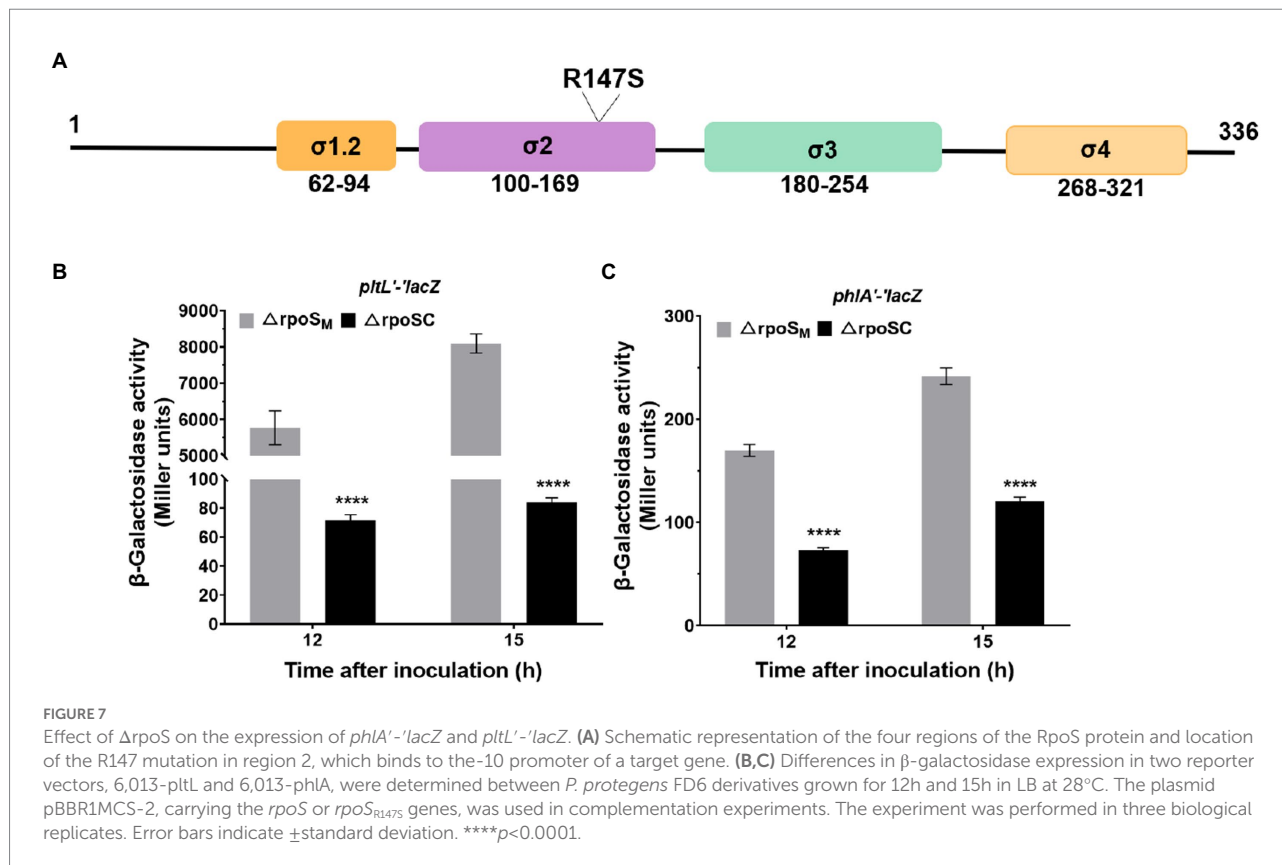 A
R147S
1
336
σ1.2
σ2
σ3
σ4
62-94
100-169
180-254
268-321
B
pltL'-'lacZ
△rpoSM △rpoSC
β-Galactosidase activity
(Miller units)
9000
8000
7000
6000
5000
100
80
60
40
20
0
****
****
12
15
Time after inoculation (h)
C
phlA'-'lacZ
△rpoSM △rpoSC
β-Galactosidase activity
(Miller units)
300
200
100
0
****
****
12
15
Time after inoculation (h)
FIGURE 7
Effect of ΔrpoS on the expression of phlA′-′lacZ and pltL′-′lacZ. (A) Schematic representation of the four regions of the RpoS protein and location
of the R147 mutation in region 2, which binds to the-10 promoter of a target gene. (B,C) Differences in β-galactosidase expression in two reporter
vectors, 6,013-pltL and 6,013-phlA, were determined between P. protegens FD6 derivatives grown for 12h and 15h in LB at 28°C. The plasmid
pBBR1MCS-2, carrying the rpoS or rpoSR147S genes, was used in complementation experiments. The experiment was performed in three biological
replicates. Error bars indicate ±standard deviation. ****p<0.0001.